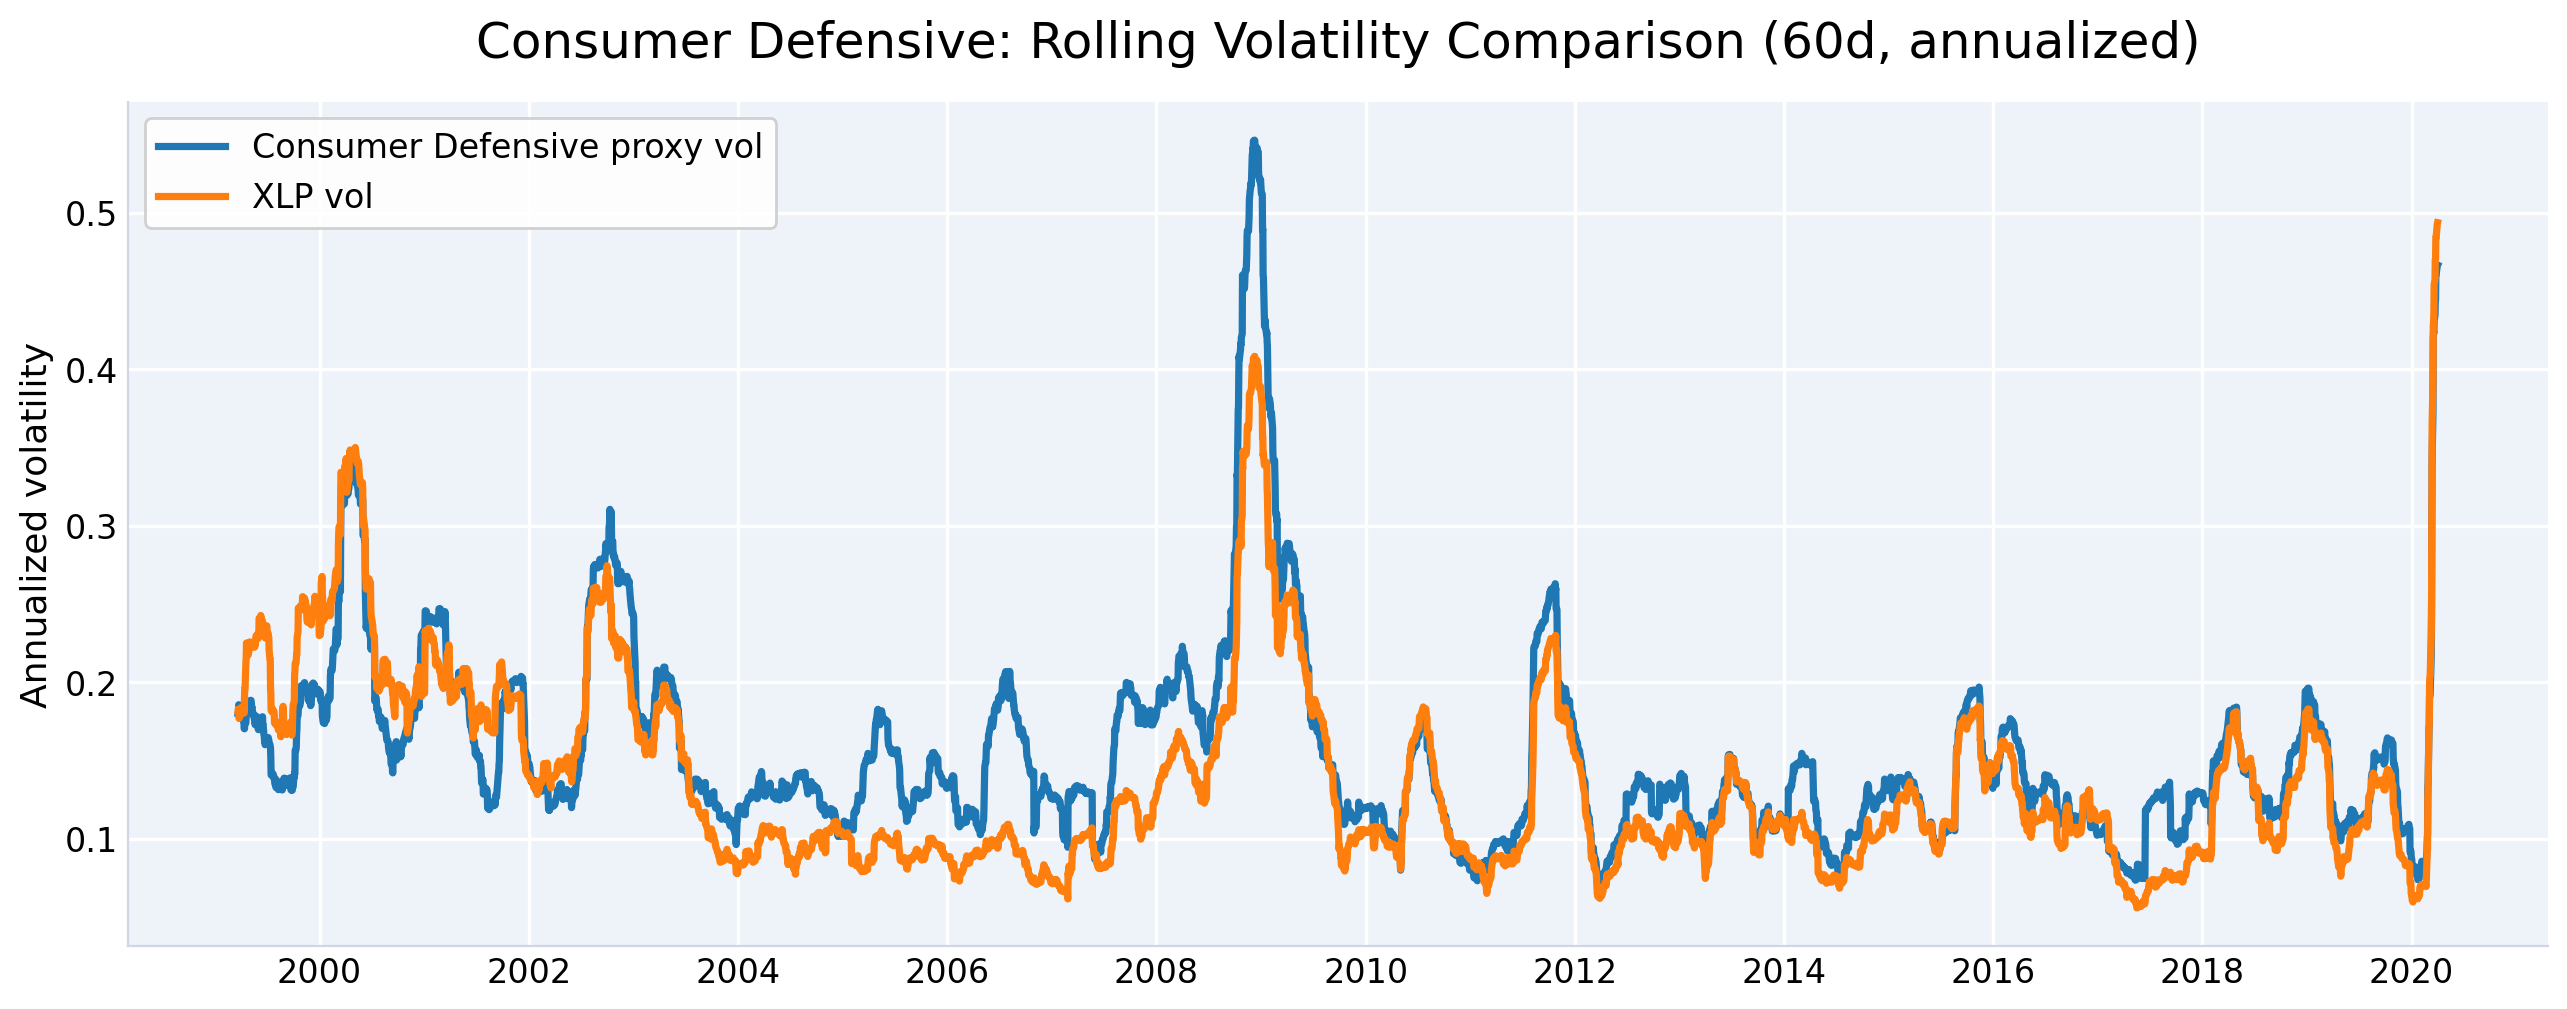 Consumer Defensive: Rolling Volatility Comparison (60d, annualized)
Consumer Defensive proxy vol
XLP vol
Annualized volatility
0.5
0.4
0.3
0.2
0.1
2000 2002 2004 2006 2008 2010 2012 2014 2016 2018 2020